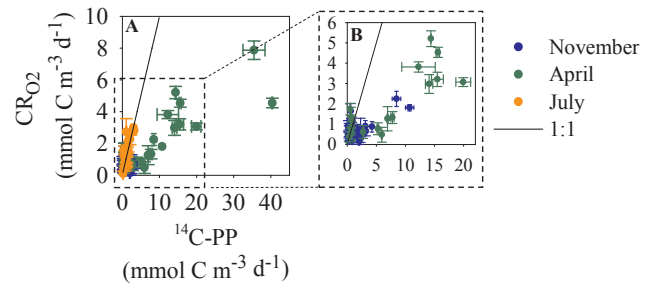 A
CR_O2
(mmol C m⁻³ d⁻¹)
10
8
6
4
2
0
0 10 20 30 40
¹⁴C-PP
(mmol C m⁻³ d⁻¹)
B
6
5
4
3
2
1
0
0 5 10 15 20
November
April
July
1:1